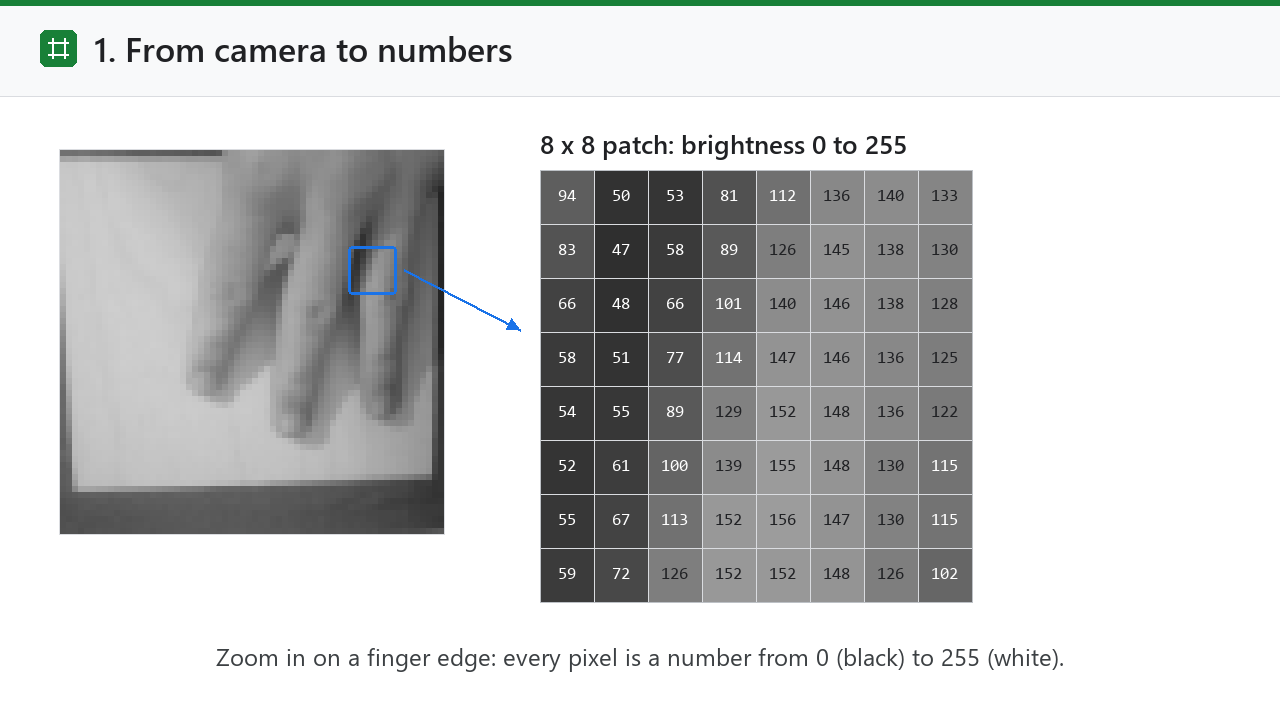 1. From camera to numbers
8 x 8 patch: brightness 0 to 255
94 50 53 81 112 136 140 133
83 47 58 89 126 145 138 130
66 48 66 101 140 146 138 128
58 51 77 114 147 146 136 125
54 55 89 129 152 148 136 122
52 61 100 139 155 148 130 115
55 67 113 152 156 147 130 115
59 72 126 152 152 148 126 102
Zoom in on a finger edge: every pixel is a number from 0 (black) to 255 (white).